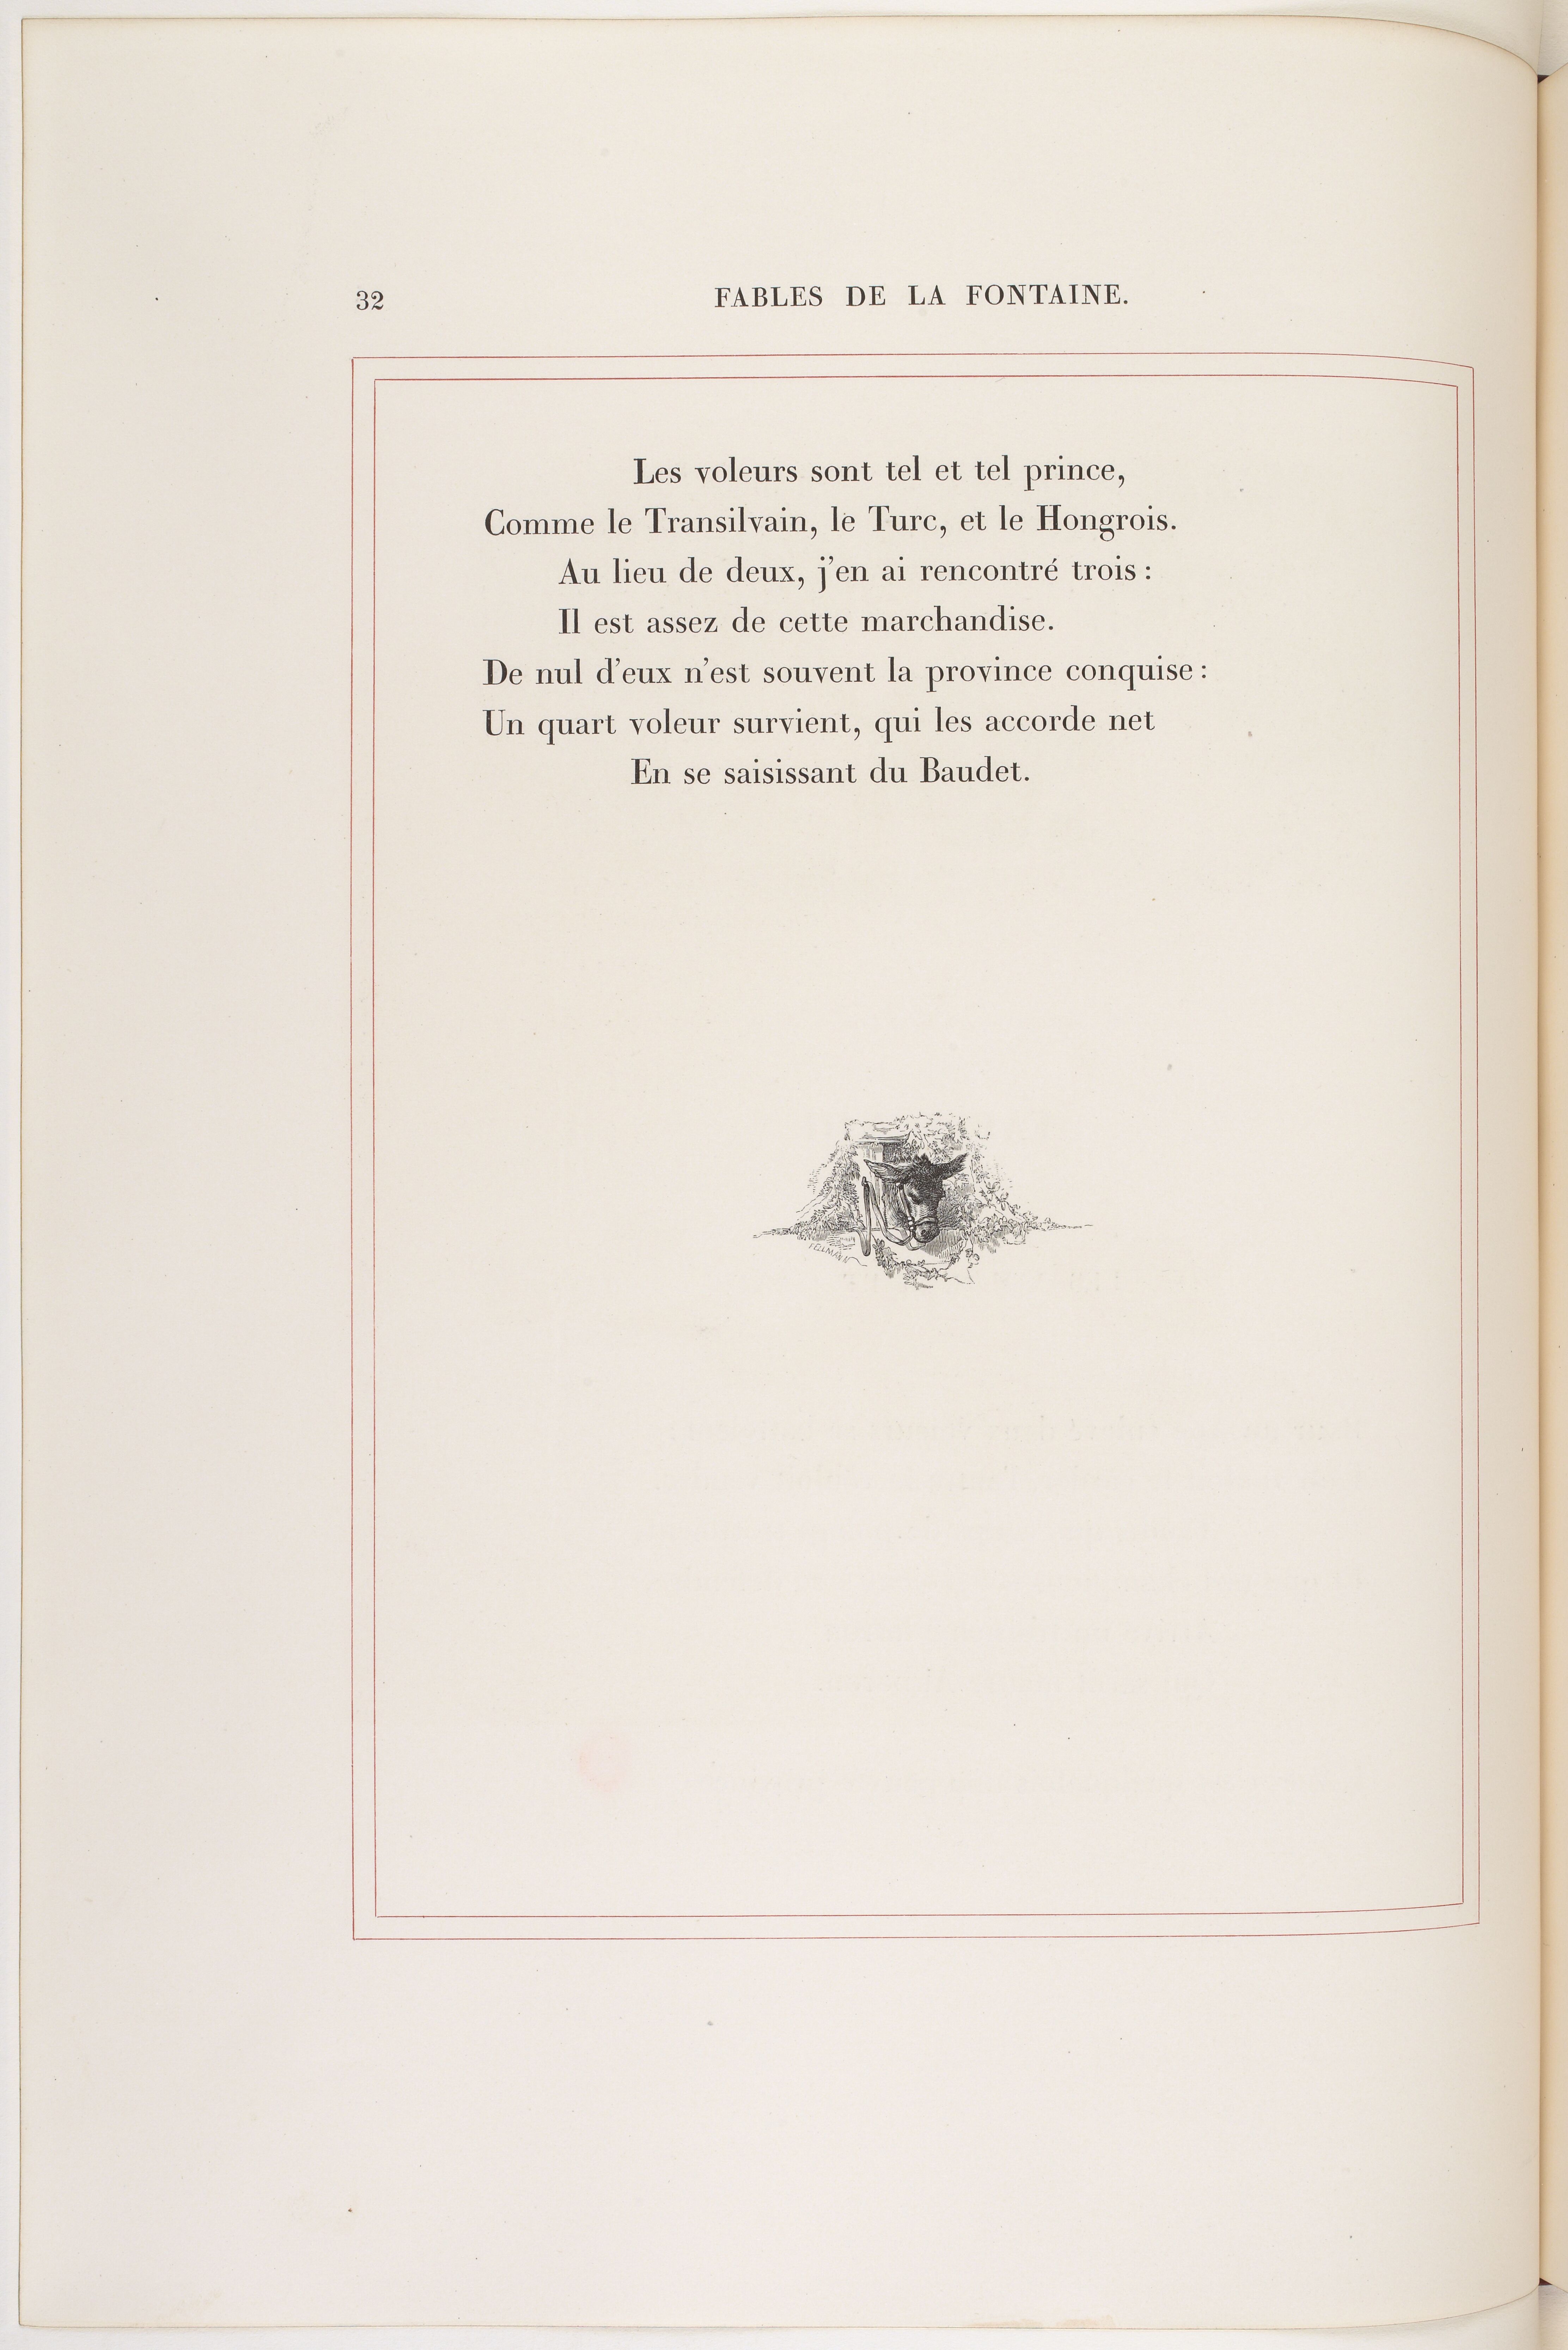 32
FABLES DE LA FONTAINE.
Les voleurs sont tel et tel prince,
Comme le Transilvain, le Turc, et le Hongrois.
Au lieu de deux, j'en ai rencontré trois :
Il est assez de cette marchandise.
De nul d'eux n'est souvent la province conquise :
Un quart voleur survient, qui les accorde net
En se saisissant du Baudet.